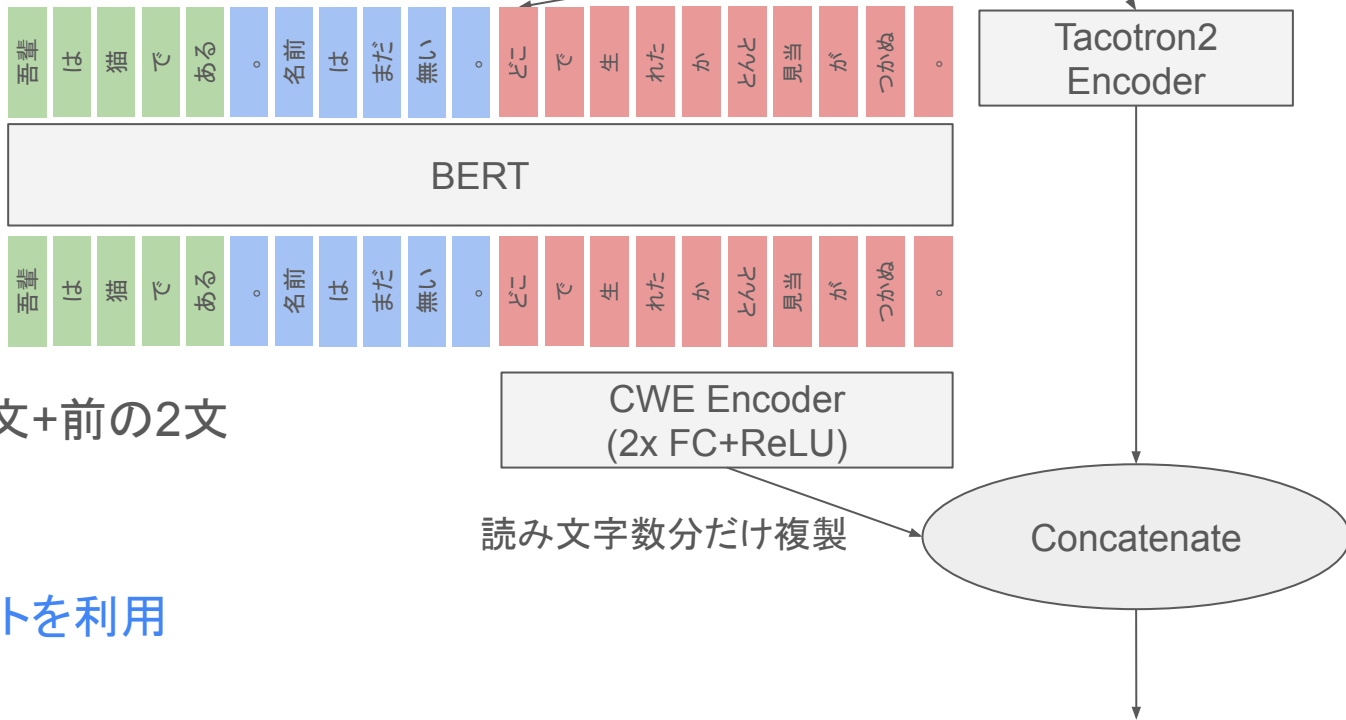 吾輩 は 猫 で ある 。 名前 は まだ 無い 。 どこ で 生 れた か とんと 見当 が つかぬ 。
Tacotron2
Encoder
BERT
吾輩 は 猫 で ある 。 名前 は まだ 無い 。 どこ で 生 れた か とんと 見当 が つかぬ 。
CWE Encoder
(2x FC+ReLU)
文+前の2文
読み文字数分だけ複製
Concatenate
トを利用